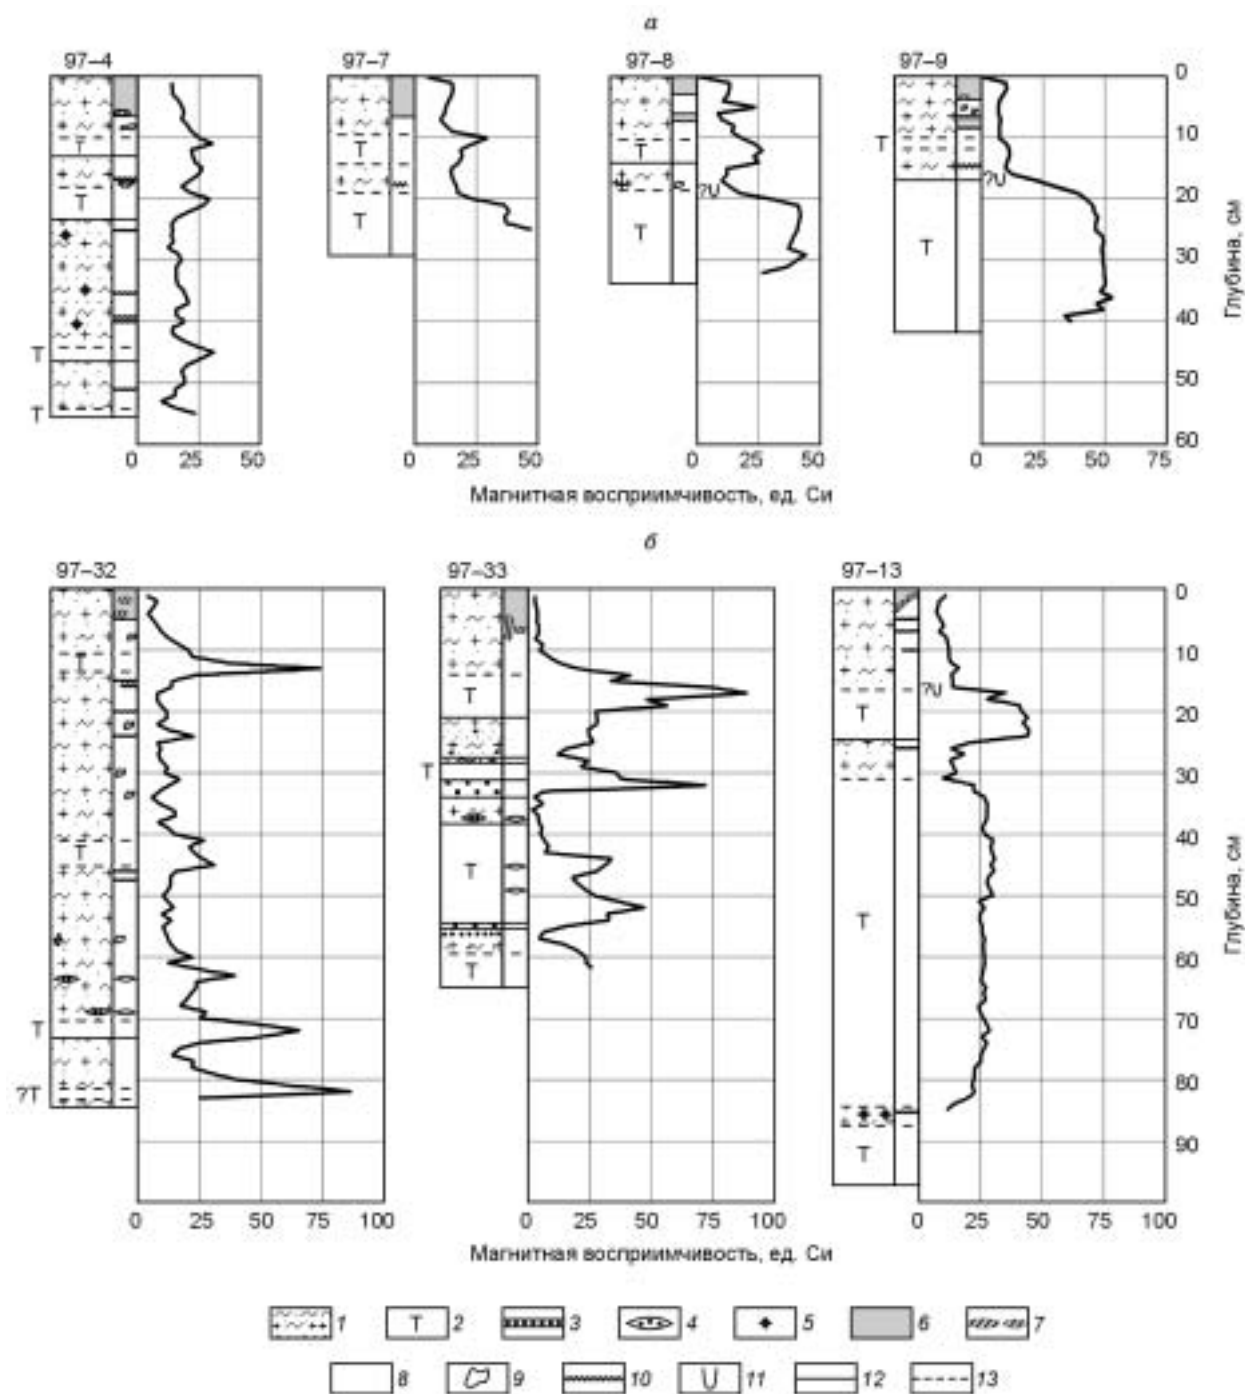 а
97–4 97–7 97–8 97–9
0
10
20
30
40
50
60
Глубина, см
Т
Т
Т
Т
Т
Т
Т
?U
Т
Т
?U
Т
0 25 50 0 25 50 0 25 50 0 25 50 75
Магнитная восприимчивость, ед. Си
б
97–32 97–33 97–13
0
10
20
30
40
50
60
70
80
90
Глубина, см
Т
Т
Т
?Т
Т
Т
Т
Т
?U
Т
Т
Т
0 25 50 75 100 0 25 50 75 100 0 25 50 75 100
Магнитная восприимчивость, ед. Си
1 Т 2 3 4 5 6 7
8 9 10 U 11 12 13